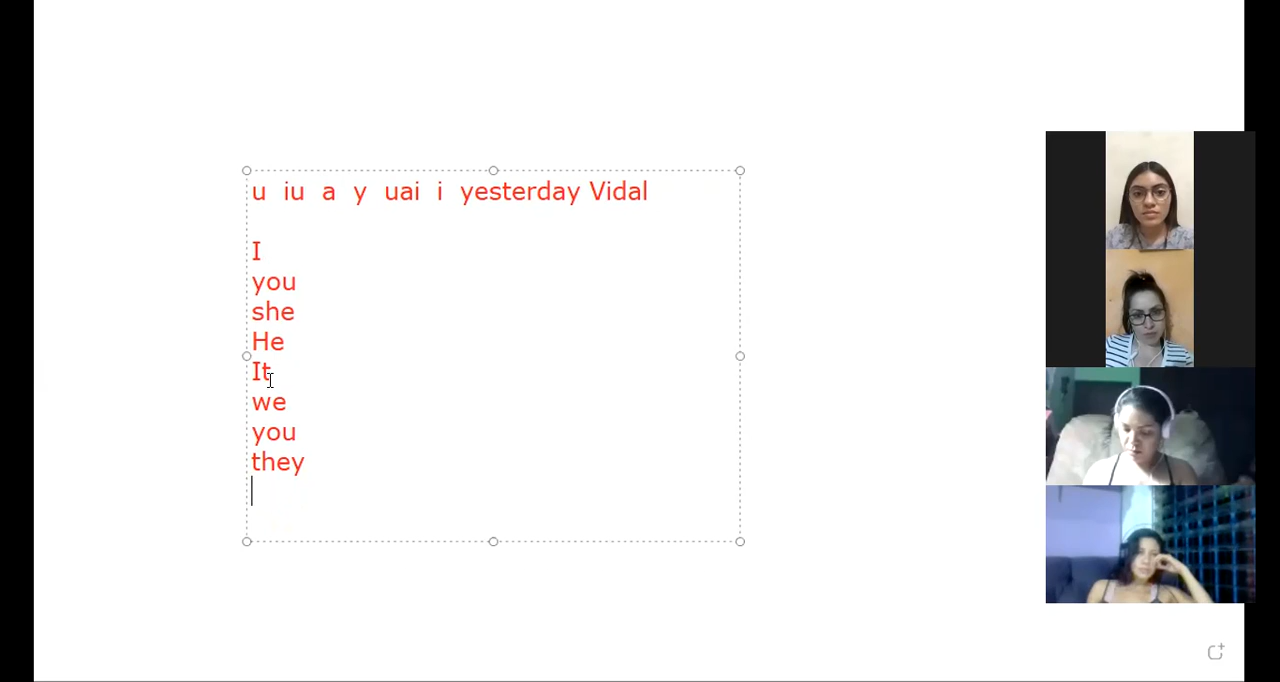 u iu a y uai i yesterday Vidal
I
you
she
He
It
we
you
they